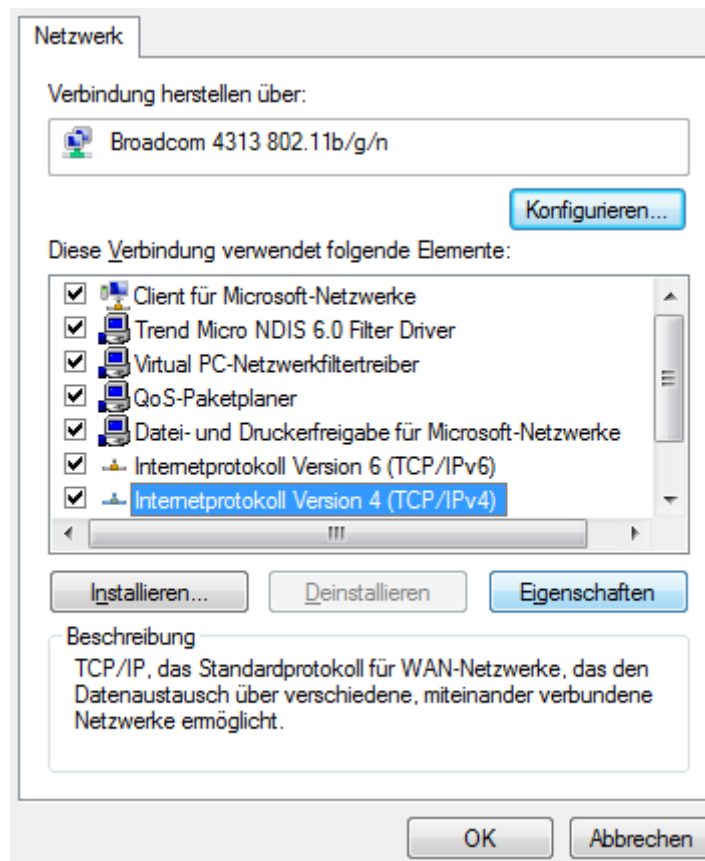 Netzwerk
Verbindung herstellen über:
Broadcom 4313 802.11b/g/n
Konfigurieren...
Diese Verbindung verwendet folgende Elemente:
Client für Microsoft-Netzwerke
Trend Micro NDIS 6.0 Filter Driver
Virtual PC-Netzwerkfiltertreiber
QoS-Paketplaner
Datei- und Druckerfreigabe für Microsoft-Netzwerke
Internetprotokoll Version 6 (TCP/IPv6)
Internetprotokoll Version 4 (TCP/IPv4)
Installieren... Deinstallieren Eigenschaften
Beschreibung
TCP/IP, das Standardprotokoll für WAN-Netzwerke, das den
Datenaustausch über verschiedene, miteinander verbundene
Netzwerke ermöglicht.
OK Abbrechen